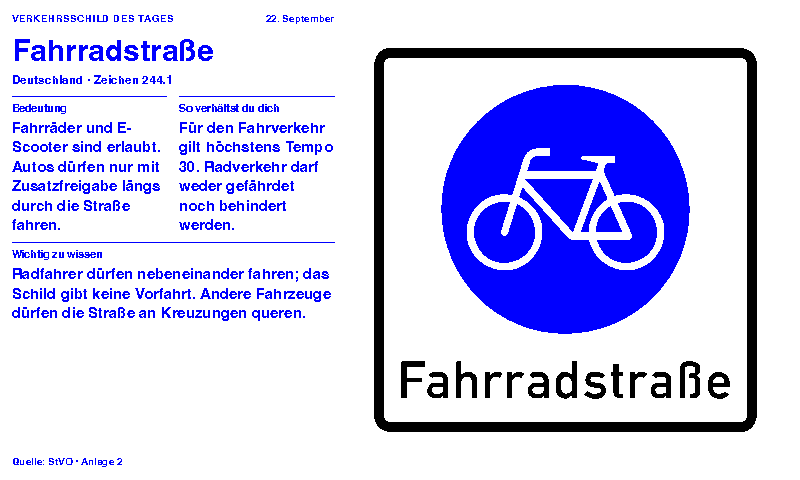 VERKEHRSSCHILD DES TAGES
22. September
Fahrradstraße
Deutschland · Zeichen 244.1
Bedeutung
Fahrräder und E-
Scooter sind erlaubt.
Autos dürfen nur mit
Zusatzfreigabe längs
durch die Straße
fahren.
So verhältst du dich
Für den Fahrverkehr
gilt höchstens Tempo
30. Radverkehr darf
weder gefährdet
noch behindert
werden.
Wichtig zu wissen
Radfahrer dürfen nebeneinander fahren; das
Schild gibt keine Vorfahrt. Andere Fahrzeuge
dürfen die Straße an Kreuzungen queren.
Quelle: StVO · Anlage 2
Fahrradstraße